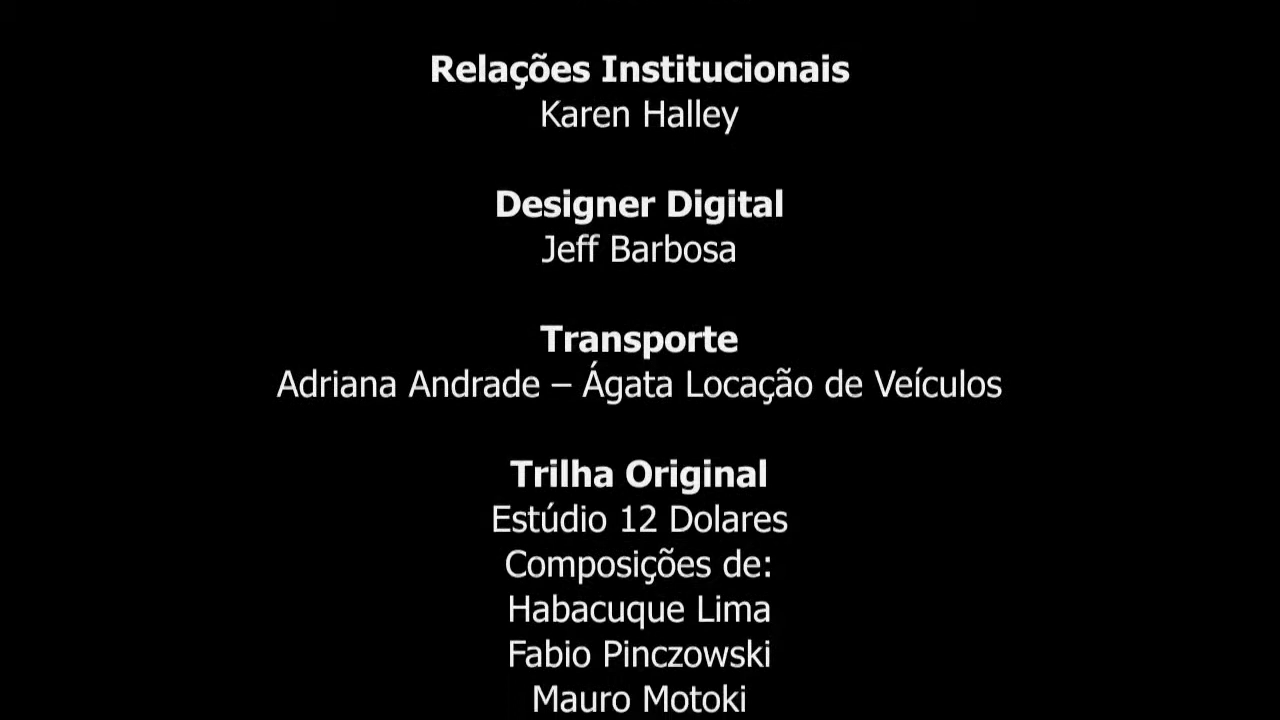 Relações Institucionais
Karen Halley
Designer Digital
Jeff Barbosa
Transporte
Adriana Andrade – Ágata Locação de Veículos
Trilha Original
Estúdio 12 Dolares
Composições de:
Habacuque Lima
Fabio Pinczowski
Mauro Motoki